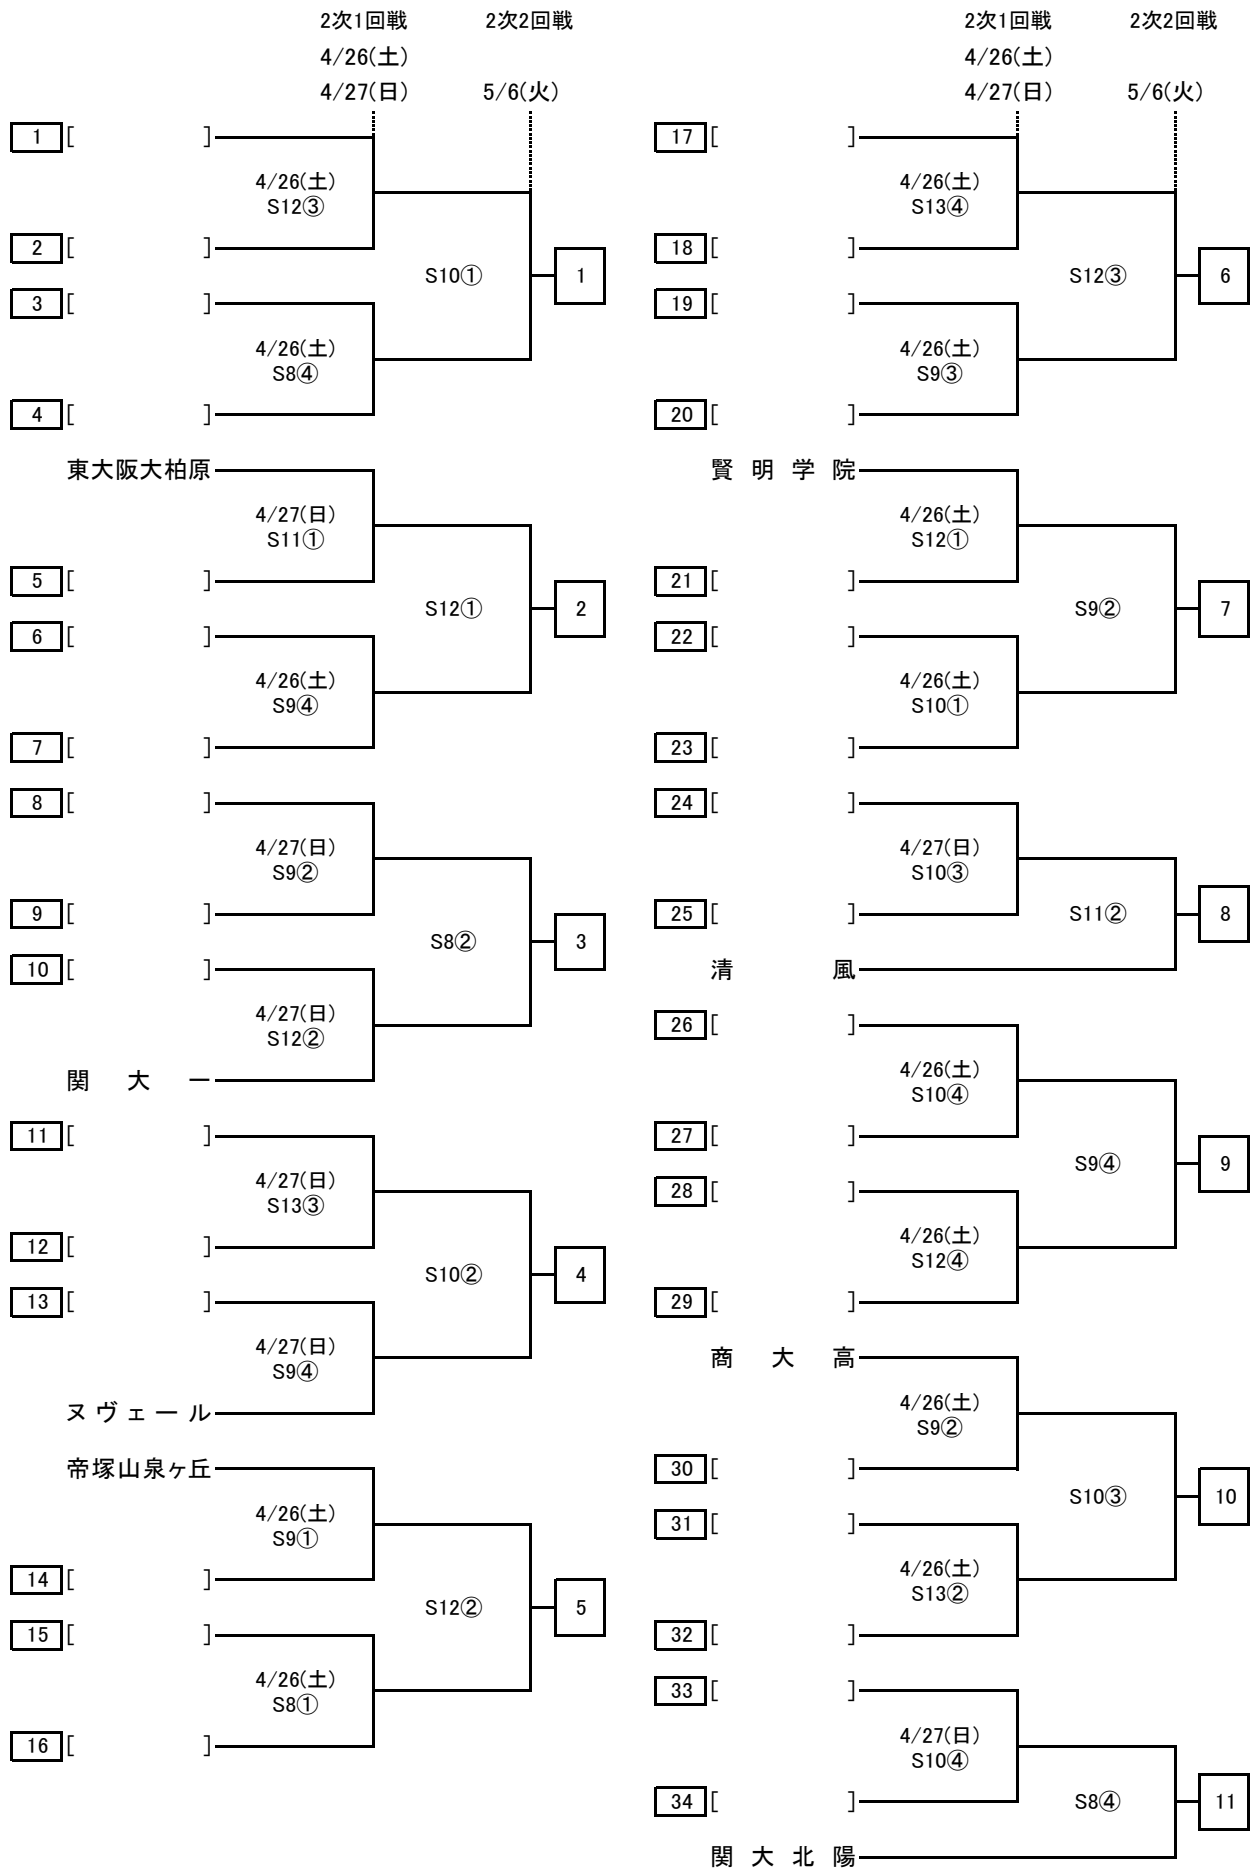 2次1回戦 2次2回戦
4/26(土)
4/27(日) 5/6(火)
1 [ ]
4/26(土)
S12③
2 [ ]
S10① 1
3 [ ]
4/26(土)
S8④
4 [ ]
東大阪大柏原
4/27(日)
S11①
5 [ ]
S12① 2
6 [ ]
4/26(土)
S9④
7 [ ]
8 [ ]
4/27(日)
S9②
9 [ ]
S8② 3
10 [ ]
4/27(日)
S12②
関大一
11 [ ]
4/27(日)
S13③
12 [ ]
S10② 4
13 [ ]
4/27(日)
S9④
ヌヴェール
帝塚山泉ヶ丘
4/26(土)
S9①
14 [ ]
S12② 5
15 [ ]
4/26(土)
S8①
16 [ ]
2次1回戦 2次2回戦
4/26(土)
4/27(日) 5/6(火)
17 [ ]
4/26(土)
S13④
18 [ ]
S12③ 6
19 [ ]
4/26(土)
S9③
20 [ ]
賢明学院
4/26(土)
S12①
21 [ ]
S9② 7
22 [ ]
4/26(土)
S10①
23 [ ]
24 [ ]
4/27(日)
S10③
25 [ ]
S11② 8
清風
26 [ ]
4/26(土)
S10④
27 [ ]
S9④ 9
28 [ ]
4/26(土)
S12④
29 [ ]
商大高
4/26(土)
S9②
30 [ ]
S10③ 10
31 [ ]
4/26(土)
S13②
32 [ ]
33 [ ]
4/27(日)
S10④
34 [ ]
S8④ 11
関大北陽